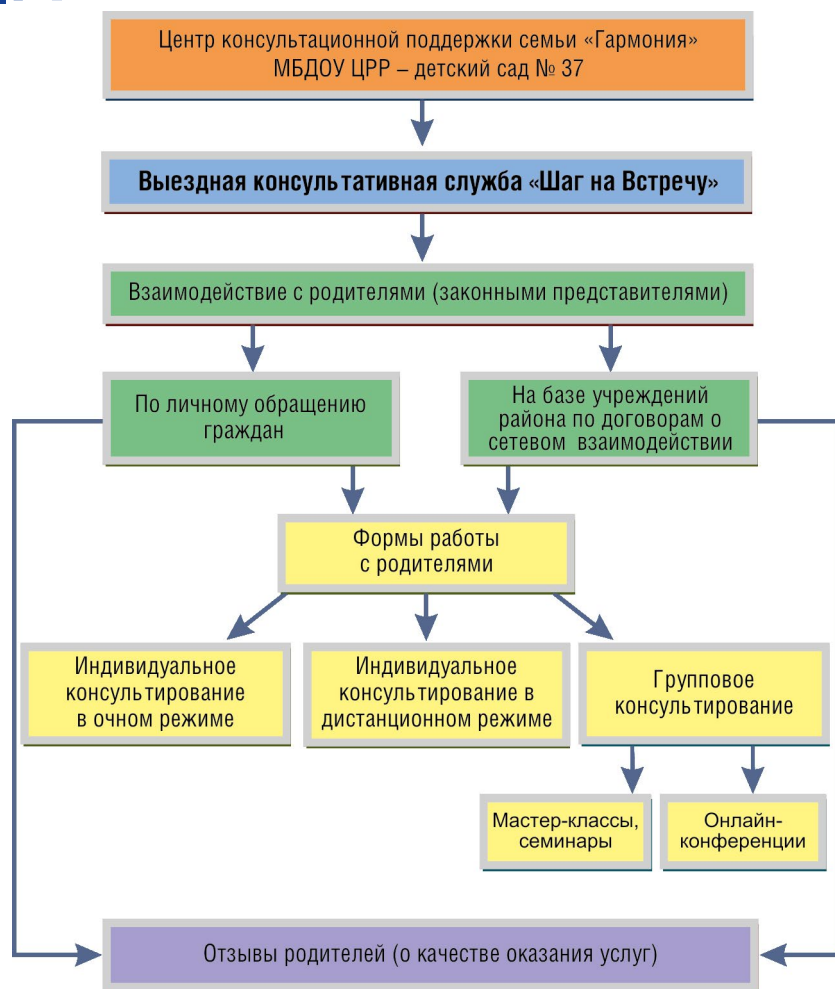 Центр консультационной поддержки семьи «Гармония»
МБДОУ ЦРР – детский сад № 37
Выездная консультативная служба «Шаг на Встречу»
Взаимодействие с родителями (законными представителями)
По личному обращению
граждан
На базе учреждений
района по договорам о
сетевом взаимодействии
Формы работы
с родителями
Индивидуальное
консультирование
в очном режиме
Индивидуальное
консультирование в
дистанционном режиме
Групповое
консультирование
Мастер-классы,
семинары
Онлайн-
конференции
Отзывы родителей (о качестве оказания услуг)